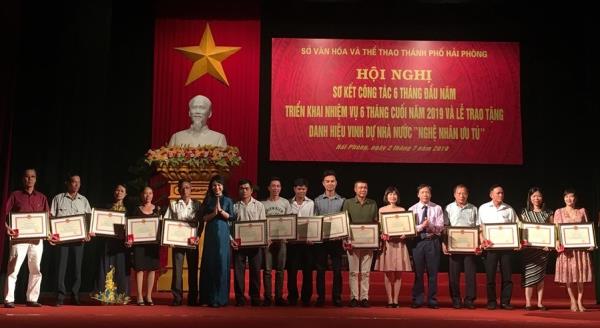 SỞ VĂN HÓA VÀ THỂ THAO THÀNH PHỐ HẢI PHÒNG
HỘI NGHỊ
SƠ KẾT CÔNG TÁC 6 THÁNG ĐẦU NĂM
TRIỂN KHAI NHIỆM VỤ 6 THÁNG CUỐI NĂM 2019 VÀ LỄ TRAO TẶNG
DANH HIỆU VINH DỰ NHÀ NƯỚC "NGHỆ NHÂN ƯU TÚ"
Hải Phòng, ngày 2 tháng 7 năm 2019